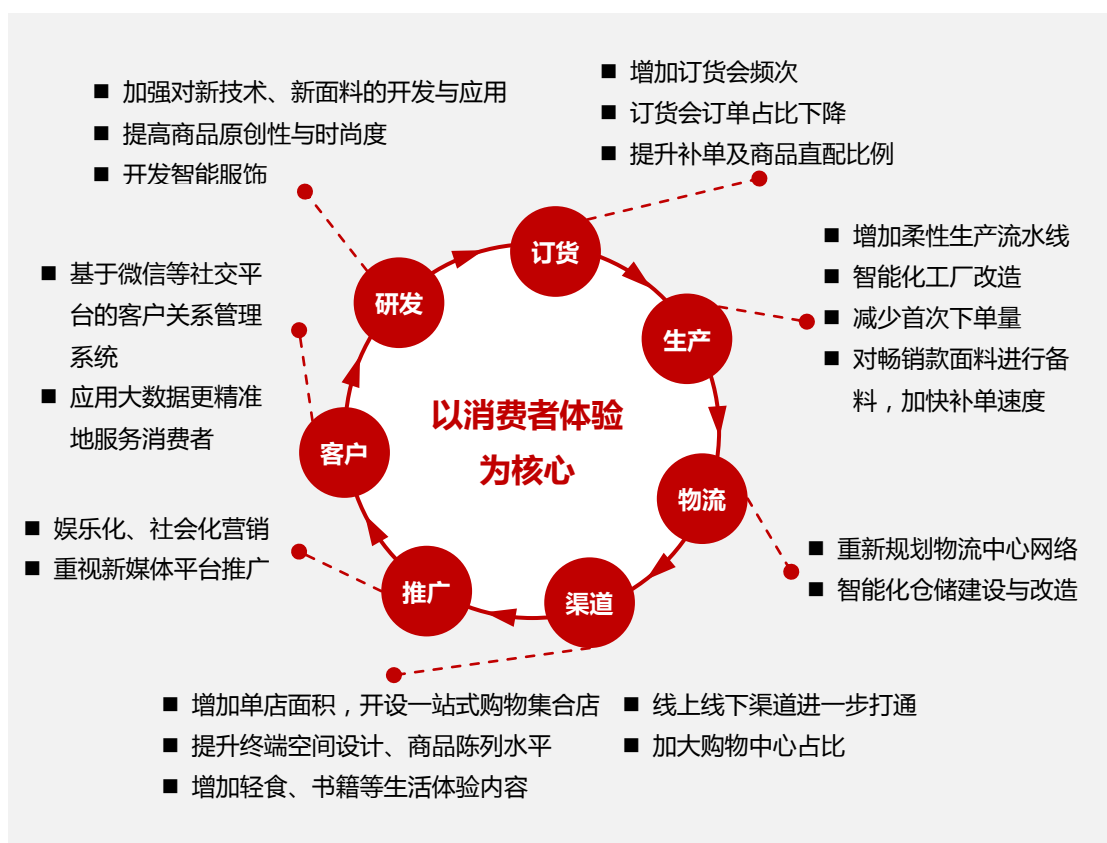 ■ 加强对新技术、新面料的开发与应用
■ 提高商品原创性与时尚度
■ 开发智能服饰
■ 增加订货会频次
■ 订货会订单占比下降
■ 提升补单及商品直配比例
■ 增加柔性生产流水线
■ 智能化工厂改造
■ 减少首次下单量
■ 对畅销款面料进行备
料，加快补单速度
■ 基于微信等社交平
台的客户关系管理
系统
■ 应用大数据更精准
地服务消费者
订货
研发
生产
以消费者体验
为核心
客户
物流
推广
渠道
■ 娱乐化、社会化营销
■ 重视新媒体平台推广
■ 重新规划物流中心网络
■ 智能化仓储建设与改造
■ 增加单店面积，开设一站式购物集合店
■ 提升终端空间设计、商品陈列水平
■ 增加轻食、书籍等生活体验内容
■ 线上线下渠道进一步打通
■ 加大购物中心占比